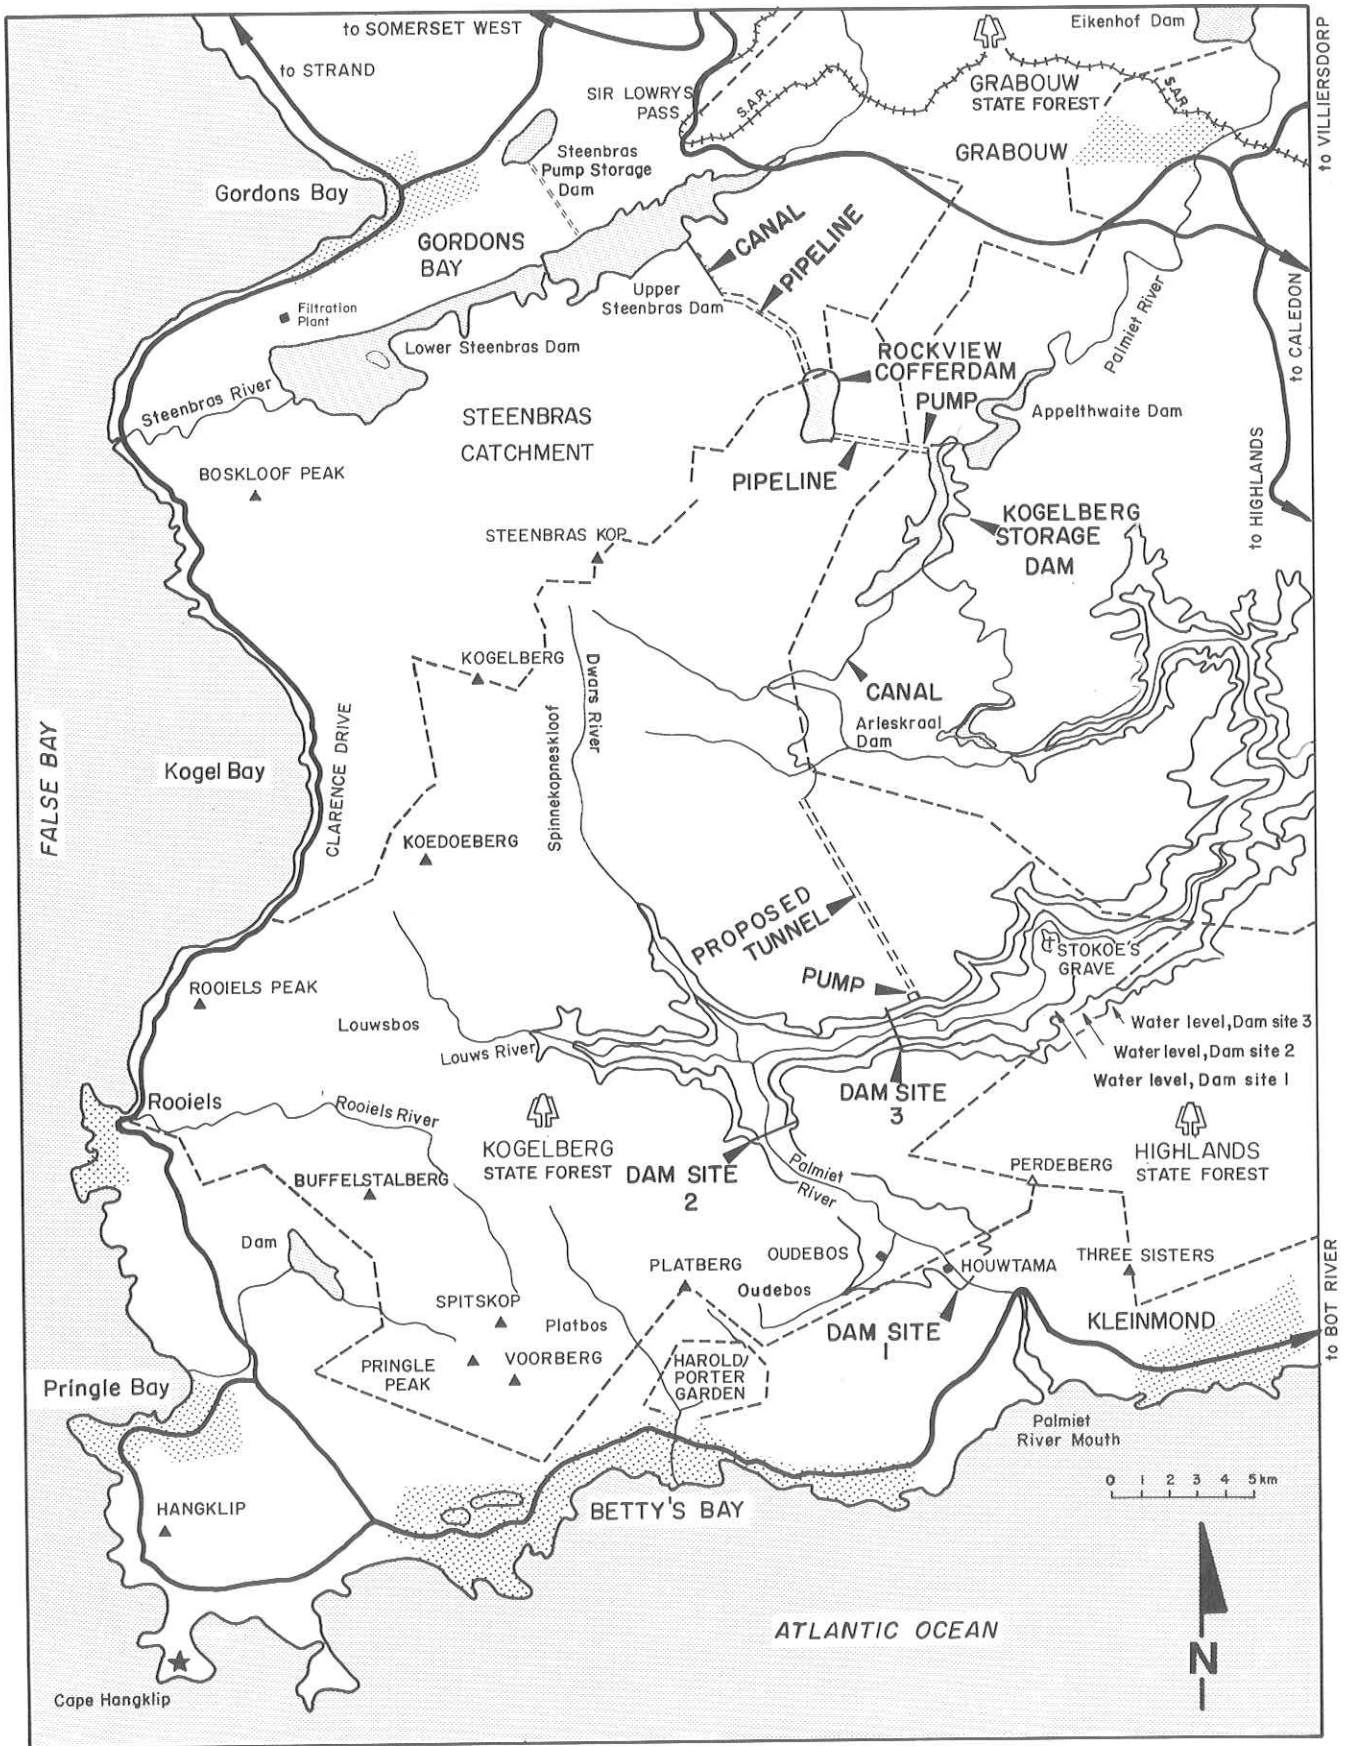 to SOMERSET WEST
Eikenhof Dam
to STRAND
to VILLIERSDORP
SIR LOWRYS
PASS
S.A.R.
GRABOUW
STATE FOREST
S.A.R.
Steenbras
Pump Storage
Dam
GRABOUW
Gordons Bay
GORDONS
BAY
CANAL
PIPELINE
Upper
Steenbras Dam
Palmiet River
Filtration
Plant
to CALEDON
Lower Steenbras Dam
ROCKVIEW
COFFERDAM
PUMP
Steenbras River
STEENBRAS
CATCHMENT
Appelthwaite Dam
BOSKLOOF PEAK
PIPELINE
to HIGHLANDS
KOGELBERG
STORAGE
DAM
STEENBRAS KOP
KOGELBERG
Dwars River
CANAL
FALSE BAY
CLARENCE DRIVE
Spinnekopneskloof
Arieskraal
Dam
Kogel Bay
KOEDOEBERG
PROPOSED
TUNNEL
STOKOE'S
GRAVE
ROOIELS PEAK
PUMP
Louwsbos
Water level, Dam site 3
Louws River
Water level, Dam site 2
Water level, Dam site 1
DAM SITE
3
Rooiels
Rooiels River
KOGELBERG
STATE FOREST
HIGHLANDS
STATE FOREST
BUFFELSTALBERG
DAM SITE
2
Palmiet
River
PERDEBERG
Dam
PLATBERG
OUDEBOS
HOUWTAMA
THREE SISTERS
Oudebos
SPITSKOP
Platbos
KLEINMOND
to BOT RIVER
DAM SITE
1
PRINGLE
PEAK
VOORBERG
HAROLD
PORTER
GARDEN
Pringle Bay
Palmiet
River Mouth
0 1 2 3 4 5 km
HANGKLIP
BETTY'S BAY
ATLANTIC OCEAN
N
Cape Hangklip